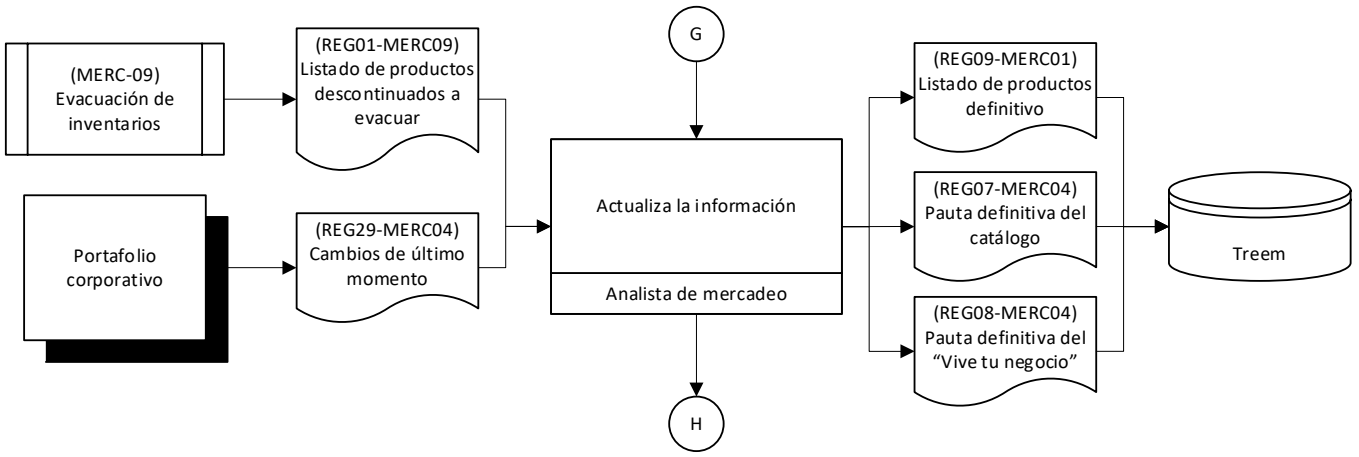 G
(MERC-09)
Evacuación de
inventarios
(REG01-MERC09)
Listado de productos
descontinuados a
evacuar
Portafolio
corporativo
(REG29-MERC04)
Cambios de último
momento
Actualiza la información
Analista de mercadeo
(REG09-MERC01)
Listado de productos
definitivo
(REG07-MERC04)
Pauta definitiva del
catálogo
(REG08-MERC04)
Pauta definitiva del
“Vive tu negocio”
Treem
H